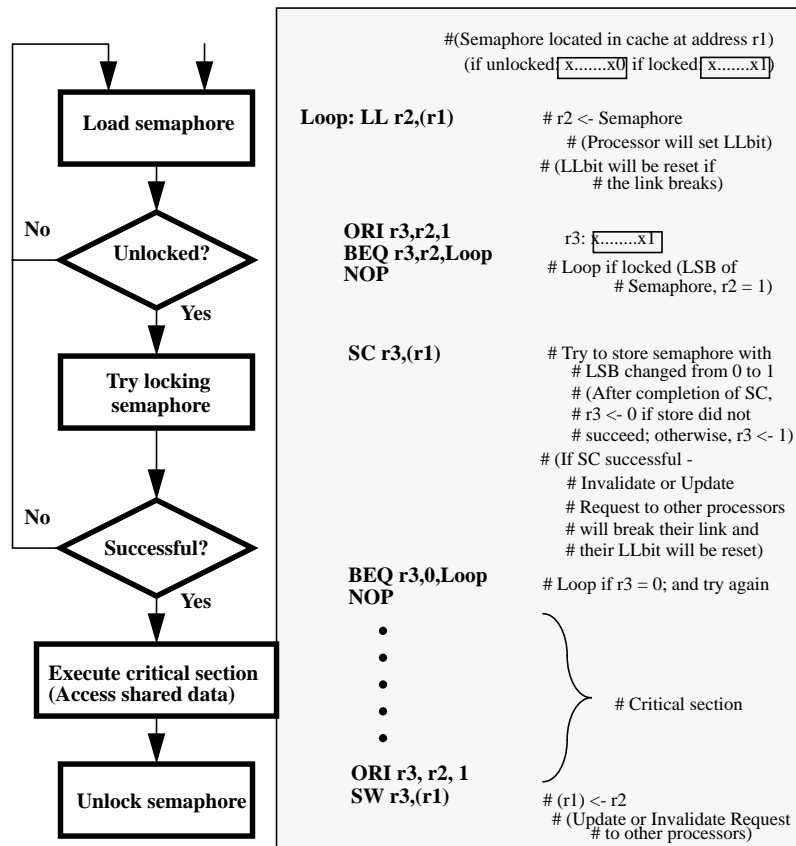 #(Semaphore located in cache at address r1)
(if unlocked: x.......x0 if locked: x.......x1)
Load semaphore
Loop: LL r2,(r1)
# r2 <- Semaphore
# (Processor will set LLbit)
# (LLbit will be reset if
# the link breaks)
No
Unlocked?
ORI r3,r2,1
r3: x........x1
BEQ r3,r2,Loop
NOP
# Loop if locked (LSB of
# Semaphore, r2 = 1)
Yes
Try locking
semaphore
SC r3,(r1)
# Try to store semaphore with
# LSB changed from 0 to 1
# (After completion of SC,
# r3 <- 0 if store did not
# succeed; otherwise, r3 <- 1)
# (If SC successful -
# Invalidate or Update
# Request to other processors
# will break their link and
# their LLbit will be reset)
No
Successful?
BEQ r3,0,Loop
NOP
# Loop if r3 = 0; and try again
Yes
Execute critical section
(Access shared data)
# Critical section
Unlock semaphore
ORI r3, r2, 1
SW r3,(r1)
# (r1) <- r2
# (Update or Invalidate Request
# to other processors)